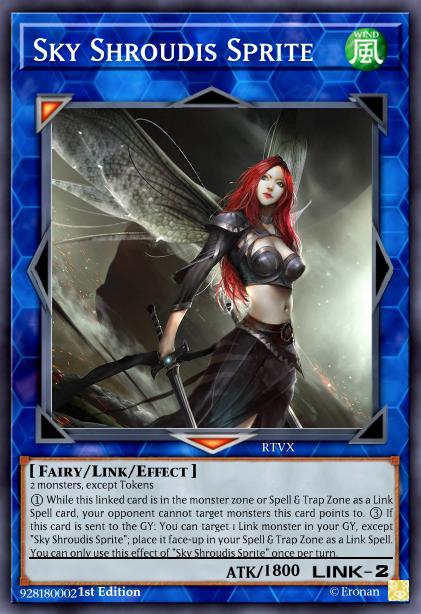 SKY SHROUDIS SPRITE
WIND
風
RTVX
[ FAIRY/LINK/EFFECT ]
2 monsters, except Tokens
① While this linked card is in the monster zone or Spell & Trap Zone as a Link
Spell card, your opponent cannot target monsters this card points to. ③ If
this card is sent to the GY: You can target 1 Link monster in your GY, except
"Sky Shroudis Sprite"; place it face-up in your Spell & Trap Zone as a Link Spell.
You can only use this effect of "Sky Shroudis Sprite" once per turn.
ATK/1800 LINK-2
928180002 1st Edition © Eronan